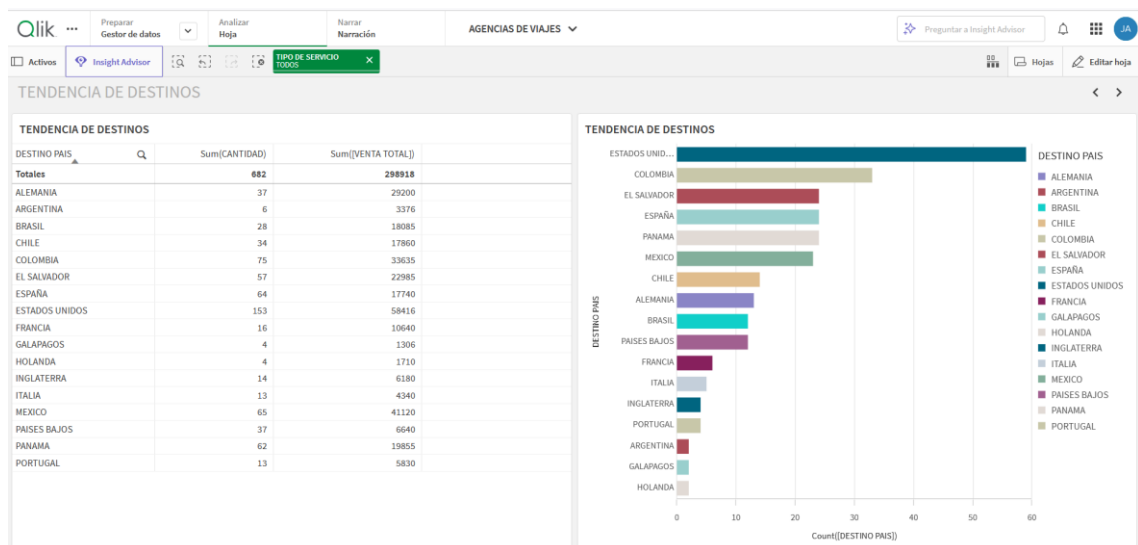 Qlik ... Preparar Gestor de datos Analizar Hoja Narrar Narración AGENCIAS DE VIAJES Preguntar a Insight Advisor JA
Activos Insight Advisor TIPO DE SERVICIO TODOS Hojas Editar hoja
TENDENCIA DE DESTINOS
TENDENCIA DE DESTINOS
DESTINO PAIS Sum(CANTIDAD) Sum([VENTA TOTAL])
Totales 682 298918
ALEMANIA 37 29200
ARGENTINA 6 3376
BRASIL 28 18085
CHILE 34 17860
COLOMBIA 75 33635
EL SALVADOR 57 22985
ESPAÑA 64 17740
ESTADOS UNIDOS 153 58416
FRANCIA 16 10640
GALAPAGOS 4 1306
HOLANDA 4 1710
INGLATERRA 14 6180
ITALIA 13 4340
MEXICO 65 41120
PAISES BAJOS 37 6640
PANAMA 62 19855
PORTUGAL 13 5830
TENDENCIA DE DESTINOS
DESTINO PAIS
ESTADOS UNID...
COLOMBIA
EL SALVADOR
ESPAÑA
PANAMA
MEXICO
CHILE
ALEMANIA
BRASIL
PAISES BAJOS
FRANCIA
ITALIA
INGLATERRA
PORTUGAL
ARGENTINA
GALAPAGOS
HOLANDA
0 10 20 30 40 50 60
Count([DESTINO PAIS])
DESTINO PAIS
ALEMANIA
ARGENTINA
BRASIL
CHILE
COLOMBIA
EL SALVADOR
ESPAÑA
ESTADOS UNIDOS
FRANCIA
GALAPAGOS
HOLANDA
INGLATERRA
ITALIA
MEXICO
PAISES BAJOS
PANAMA
PORTUGAL